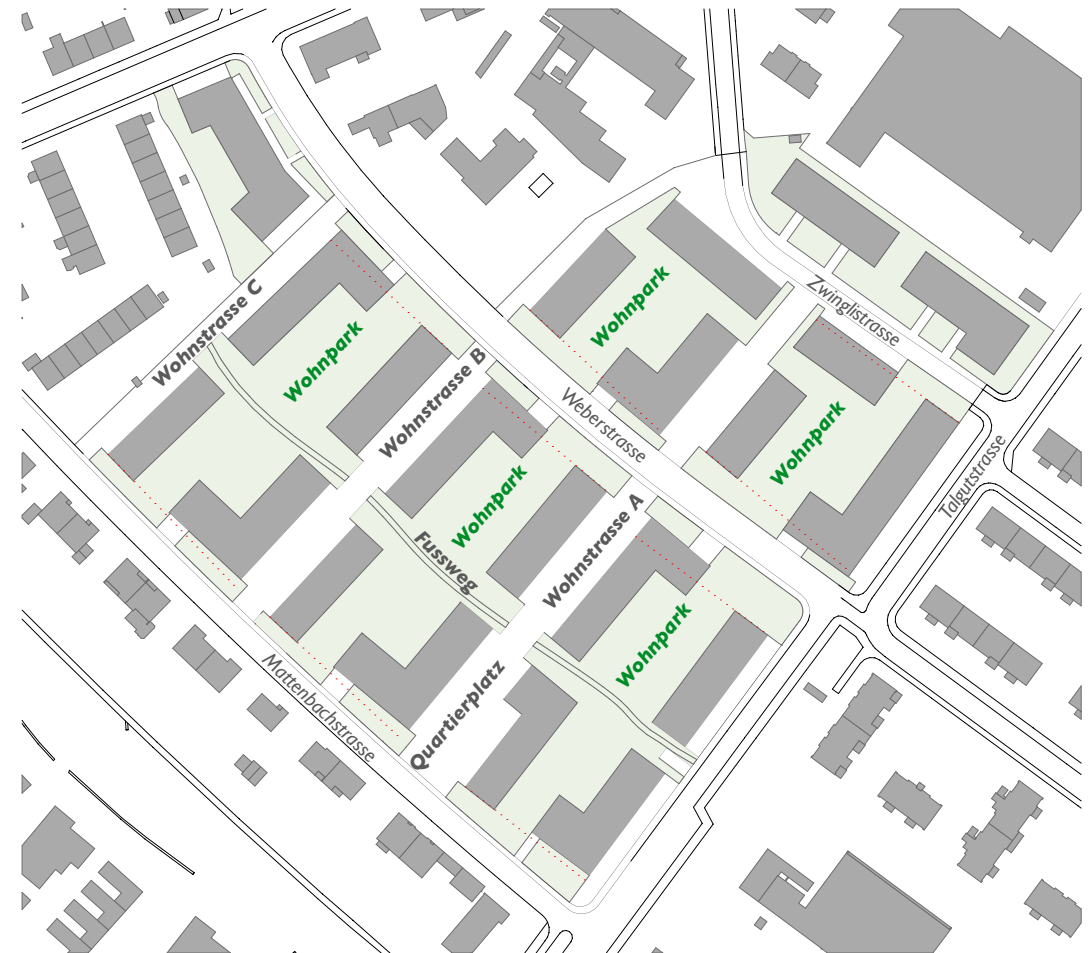 Wohnpark
Zwinglistrasse
Wohnstrasse C
Wohnpark
Wohnstrasse B
Weberstrasse
Wohnpark
Talgutstrasse
Wohnpark
Fussweg
Wohnstrasse A
Wohnpark
Mattenbachstrasse
Quartierplatz